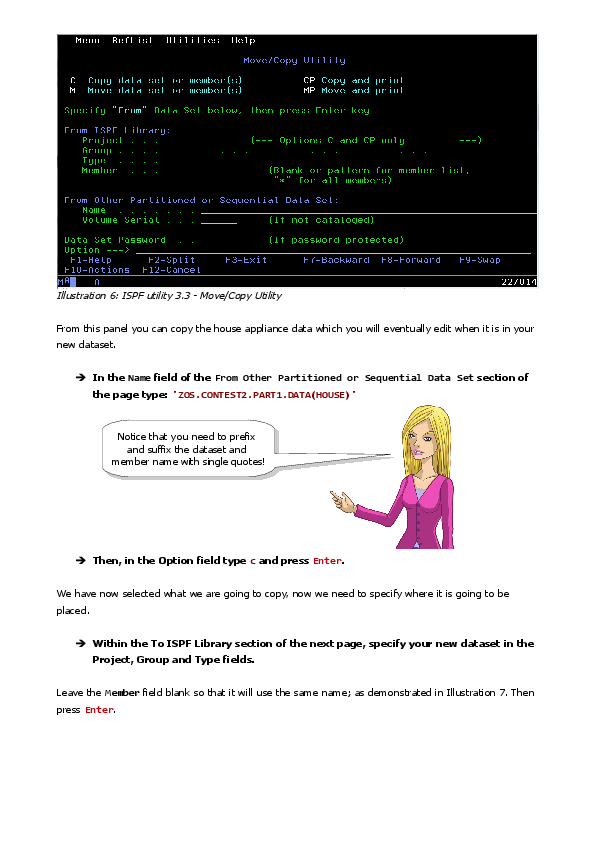 Menu RefList Utilities Help
Move/Copy Utility
C Copy data set or member(s) CP Copy and print
M Move data set or member(s) MP Move and print
Specify "From" Data Set below, then press Enter key
From ISPF Library:
Project . . . (--- Options C and CP only ---)
Group . . . . . . . . . . . . .
Type . . . .
Member . . . (Blank or pattern for member list,
"*" for all members)
From Other Partitioned or Sequential Data Set:
Name . . . . . . .
Volume Serial . . . (If not cataloged)
Data Set Password . . (If password protected)
Option --->
F1=Help F2=Split F3=Exit F7=Backward F8=Forward F9=Swap
F10=Actions F12=Cancel
MA A 22/014
Illustration 6: ISPF utility 3.3 - Move/Copy Utility
From this panel you can copy the house appliance data which you will eventually edit when it is in your
new dataset.
➔ In the Name field of the From Other Partitioned or Sequential Data Set section of
the page type: 'ZOS.CONTEST2.PART1.DATA(HOUSE)'
Notice that you need to prefix
and suffix the dataset and
member name with single quotes!
➔ Then, in the Option field type c and press Enter.
We have now selected what we are going to copy, now we need to specify where it is going to be
placed.
➔ Within the To ISPF Library section of the next page, specify your new dataset in the
Project, Group and Type fields.
Leave the Member field blank so that it will use the same name; as demonstrated in Illustration 7. Then
press Enter.